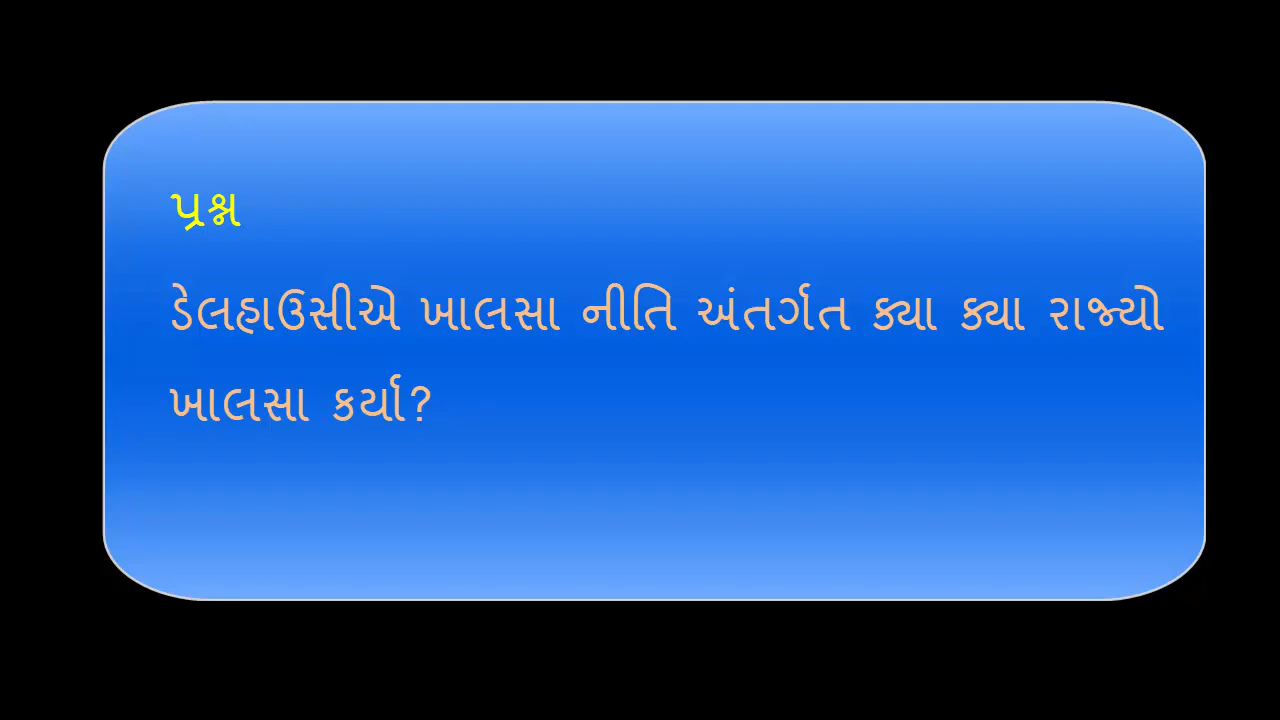 પ્રશ્ન
ડેલહાઉસીએ ખાલસા નીતિ અંતર્ગત ક્યા ક્યા રાજ્યો
ખાલસા કર્યા?